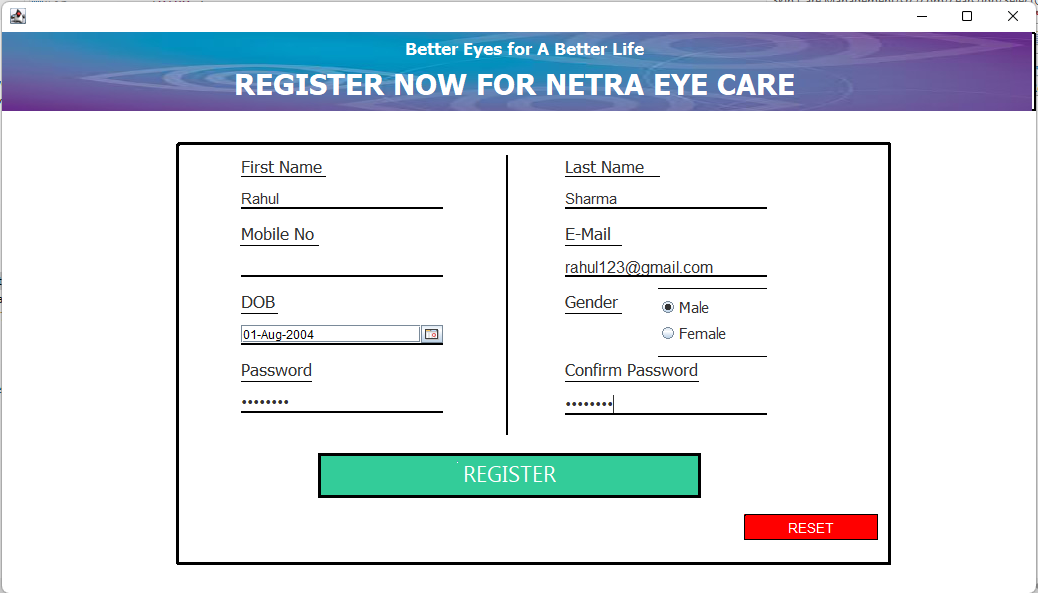 Better Eyes for A Better Life
REGISTER NOW FOR NETRA EYE CARE
First Name
Last Name
Rahul
Sharma
Mobile No
E-Mail
rahul123@gmail.com
DOB
Gender
Male
01-Aug-2004
Female
Password
Confirm Password
••••••••
••••••••
REGISTER
RESET